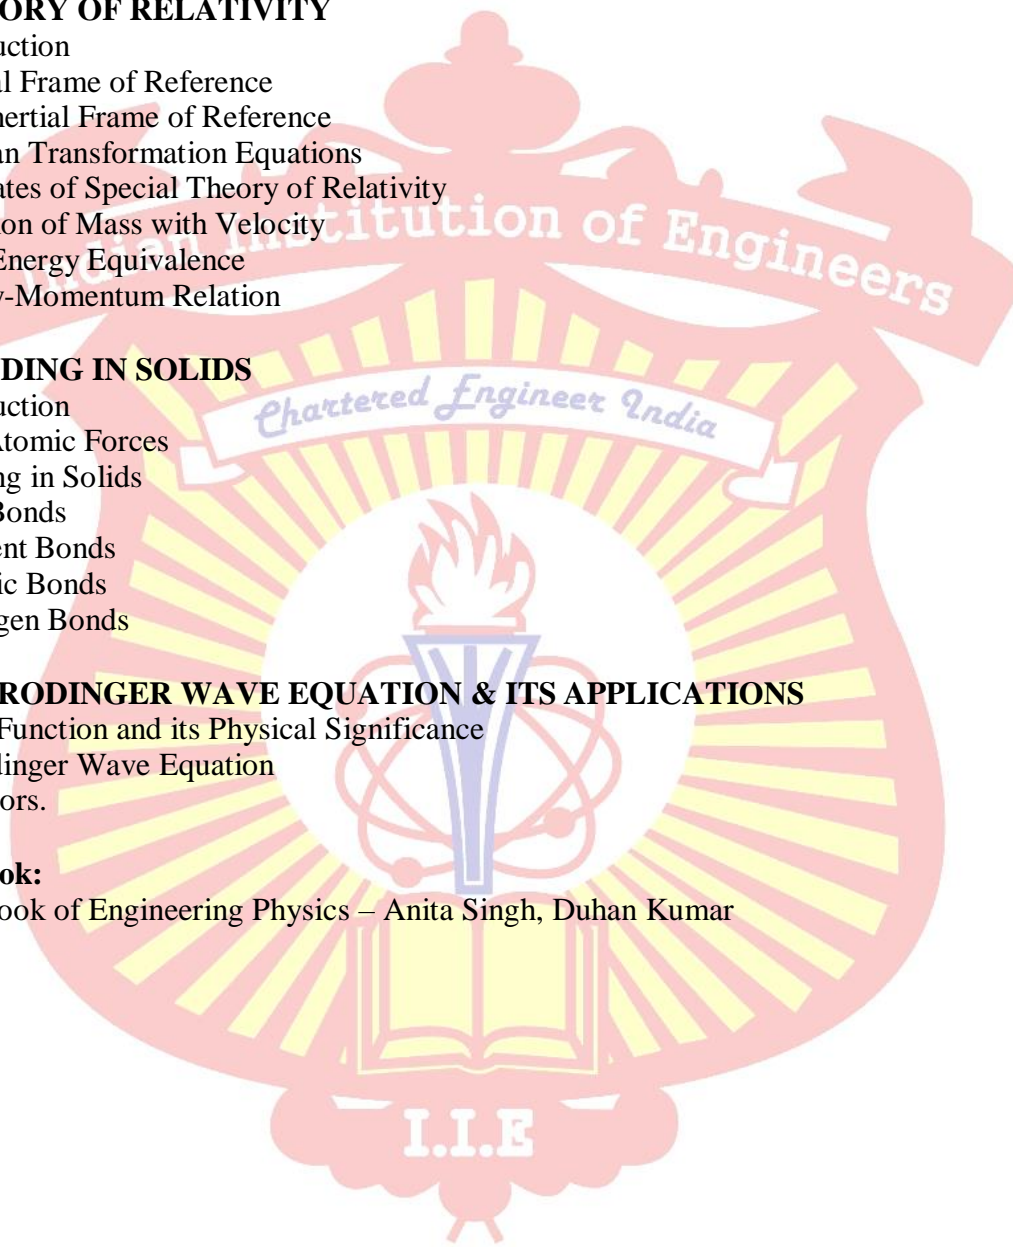 ORY OF RELATIVITY
uction
al Frame of Reference
nertial Frame of Reference
an Transformation Equations
ates of Special Theory of Relativity
ion of Mass with Velocity
Energy Equivalence
y-Momentum Relation
DING IN SOLIDS
uction
Atomic Forces
ng in Solids
Bonds
ent Bonds
ic Bonds
gen Bonds
RODINGER WAVE EQUATION & ITS APPLICATIONS
Function and its Physical Significance
dinger Wave Equation
ors.
ok:
ook of Engineering Physics – Anita Singh, Duhan Kumar
Indian Institution of Engineers
Chartered Engineer India
I.I.E